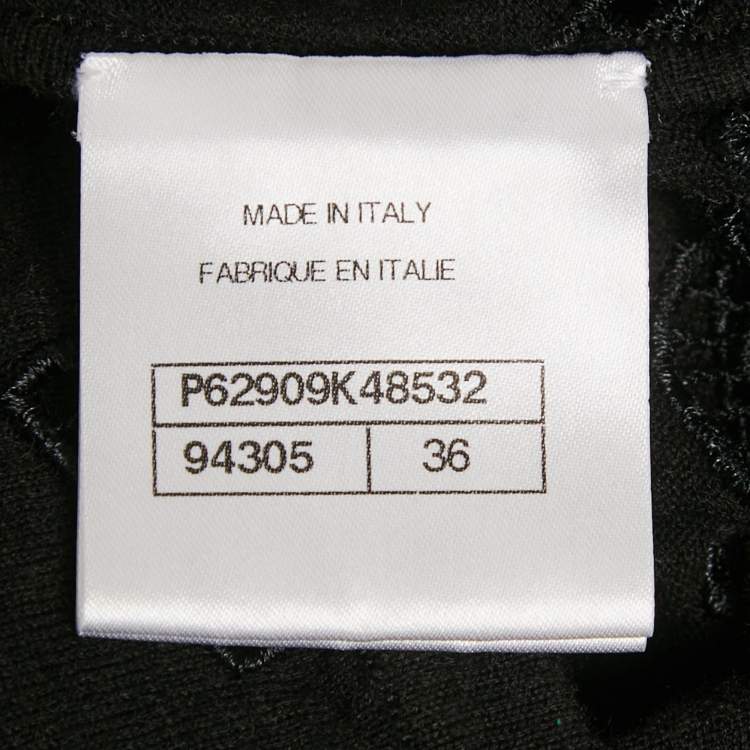 MADE IN ITALY
FABRIQUE EN ITALIE
P62909K48532
94305 36